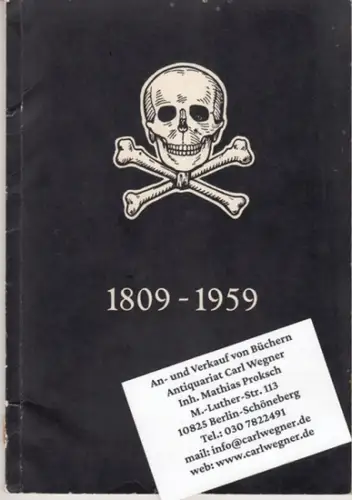 1809 - 1959
An- und Verkauf von Büchern
Antiquariat Carl Wegner
Inh. Mathias Proksch
M.-Luther-Str. 113
10825 Berlin-Schöneberg
Tel.: 030 7822491
mail: info@carlwegner.de
web: www.carlwegner.de